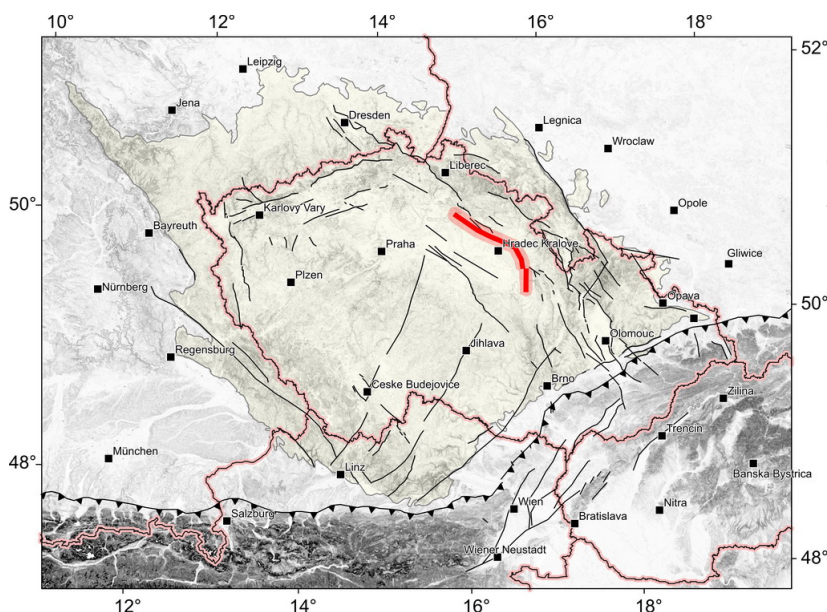 10°
12°
14°
16°
18°
52°
Leipzig
Jena
Dresden
Legnica
Wroclaw
Liberec
50°
Karlovy Vary
Opole
Bayreuth
Praha
Hradec Kralove
Gliwice
Plzen
Nürnberg
Opava
50°
Olomouc
Regensburg
Jihlava
Ceske Budejovice
Brno
Zilina
Trencin
48°
München
Linz
Banska Bystrica
Salzburg
Wien
Bratislava
Nitra
Wiener Neustadt
48°
12°
14°
16°
18°